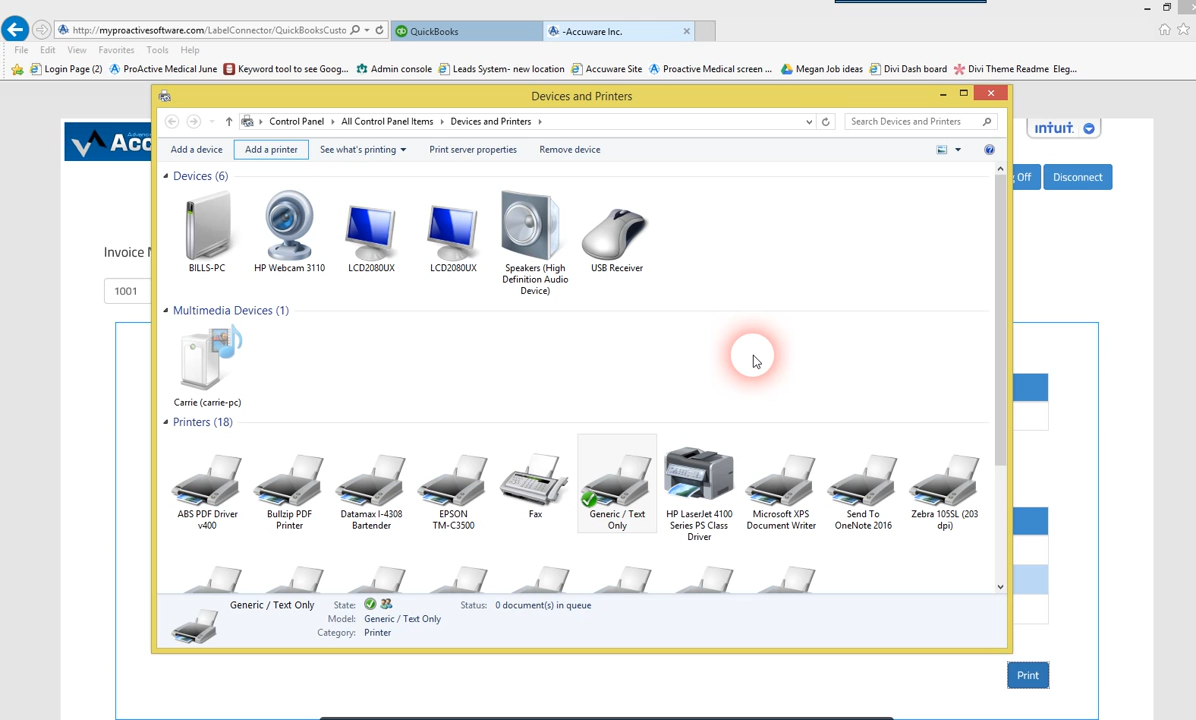 http://myproactivesoftware.com/LabelConnector/QuickBooksCusto
QuickBooks
-Accuware Inc.
File Edit View Favorites Tools Help
Login Page (2) ProActive Medical June Keyword tool to see Goog... Admin console Leads System- new location Accuware Site Proactive Medical screen ... Megan Job ideas Divi Dash board Divi Theme Readme Eleg...
Devices and Printers
Control Panel All Control Panel Items Devices and Printers
Search Devices and Printers
Add a device Add a printer See what's printing Print server properties Remove device
Acc
intuit.
Off Disconnect
Invoice
1001
Devices (6)
BILLS-PC
HP Webcam 3110
LCD2080UX
LCD2080UX
Speakers (High
Definition Audio
Device)
USB Receiver
Multimedia Devices (1)
Carrie (carrie-pc)
Printers (18)
ABS PDF Driver
v400
Bullzip PDF
Printer
Datamax I-4308
Bartender
EPSON
TM-C3500
Fax
Generic / Text
Only
HP LaserJet 4100
Series PS Class
Driver
Microsoft XPS
Document Writer
Send To
OneNote 2016
Zebra 105SL (203
dpi)
Generic / Text Only State: Status: 0 document(s) in queue
Model: Generic / Text Only
Category: Printer
Print